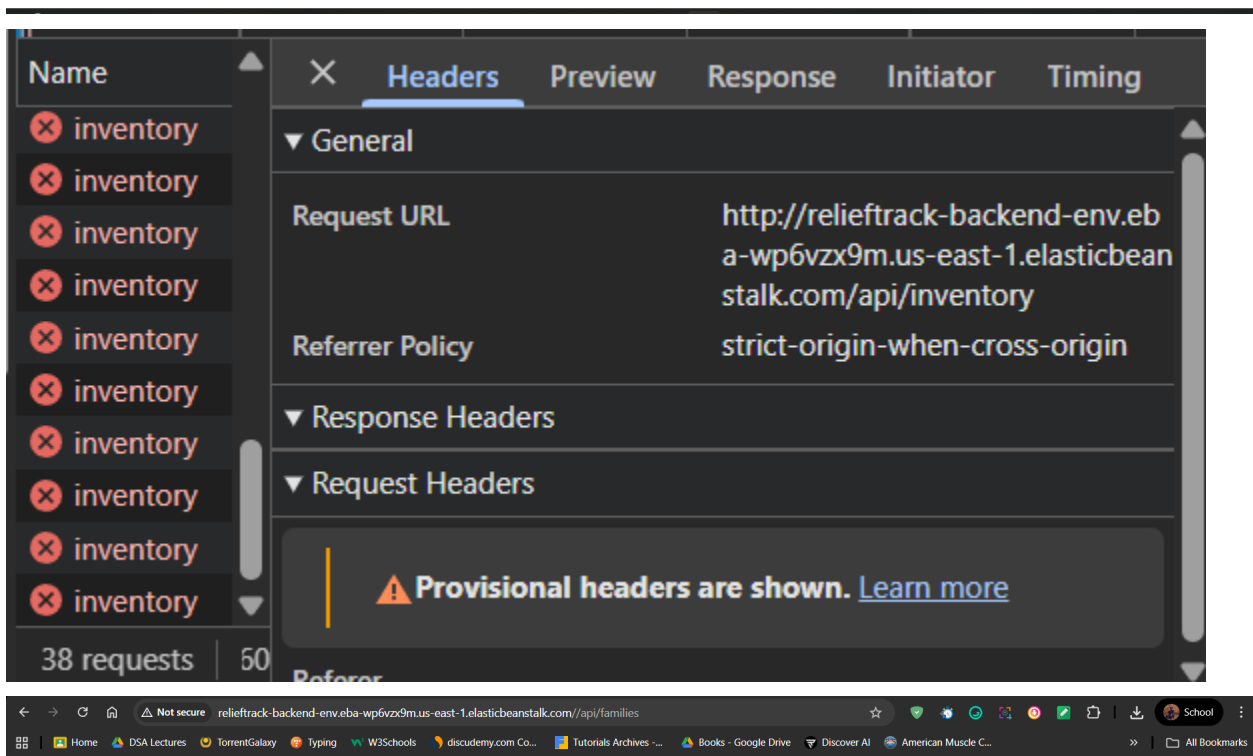 Name
Headers Preview Response Initiator Timing
inventory
inventory
inventory
inventory
inventory
inventory
inventory
inventory
inventory
inventory
38 requests 60
General
Request URL
http://relieftrack-backend-env.eb
a-wp6vzx9m.us-east-1.elasticbean
stalk.com/api/inventory
Referrer Policy
strict-origin-when-cross-origin
Response Headers
Request Headers
Provisional headers are shown. Learn more
Referer
Not secure relieftrack-backend-env.eba-wp6vzx9m.us-east-1.elasticbeanstalk.com//api/families School
Home DSA Lectures TorrentGalaxy Typing W3Schools discudemy.com Co... Tutorials Archives -... Books - Google Drive Discover AI American Muscle C... » All Bookmarks